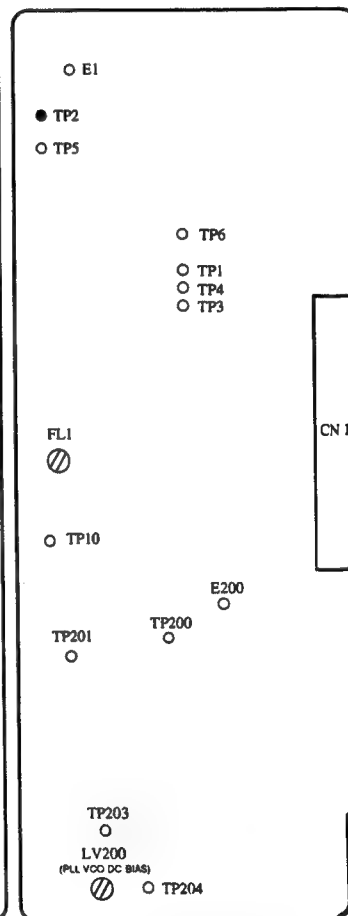 E1
TP2
TP5
TP6
TP1
TP4
TP3
CN 1
FL1
TP10
E200
TP200
TP201
TP203
LV200
(PLL VCO DC BIAS)
TP204